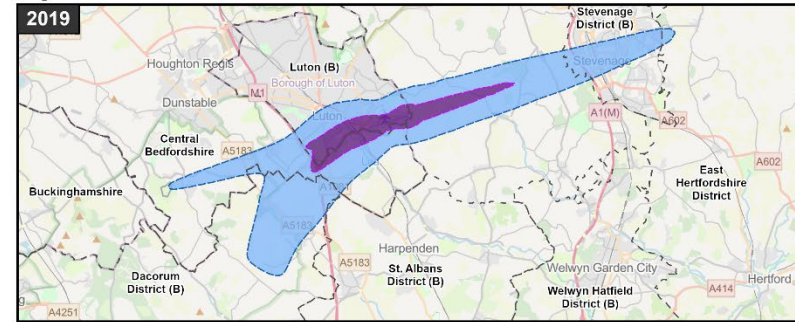 2019
Stevenage
District (B)
Houghton Regis
Luton (B)
Borough of Luton
Stevenage
M1
Dunstable
Luton
A1(M)
A602
Central
Bedfordshire
A5183
A602
East
Hertfordshire
District
Buckinghamshire
A5183
Harpenden
A5183
St. Albans
District (B)
Welwyn Garden City
Dacorum
District (B)
Hertford
Welwyn Hatfield
District (B)
A414
A4251